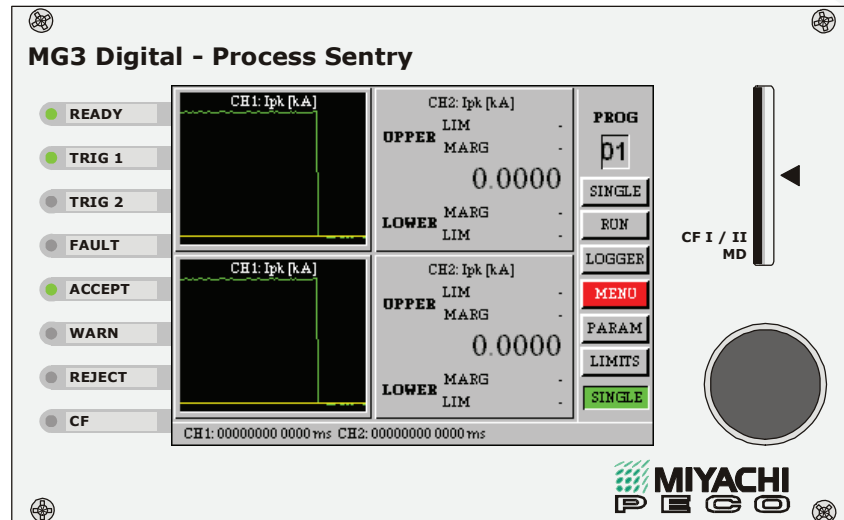 MG3 Digital - Process Sentry
READY
TRIG 1
TRIG 2
FAULT
ACCEPT
WARN
REJECT
CF
CH1: Ipk [kA]
CH2: Ipk [kA]
UPPER
LIM -
MARG -
0.0000
LOWER
MARG -
LIM -
CH1: Ipk [kA]
CH2: Ipk [kA]
UPPER
LIM -
MARG -
0.0000
LOWER
MARG -
LIM -
PROG
01
SINGLE
RUN
LOGGER
MENU
PARAM
LIMITS
SINGLE
CH1: 00000000 0000 ms CH2: 00000000 0000 ms
CF I / II
MD
MIYACHI
PECO